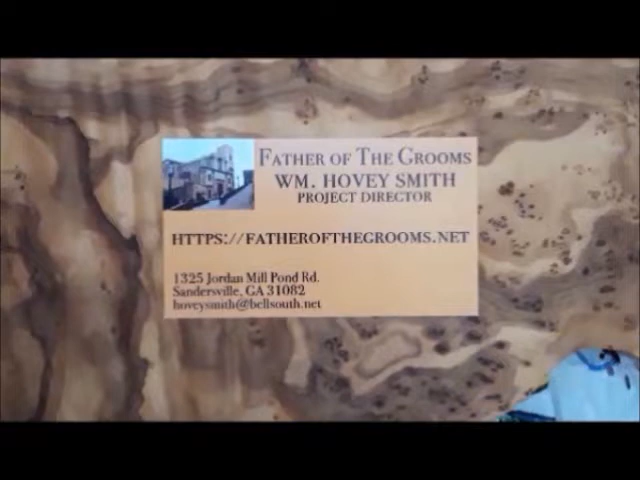 Father of The Grooms
Wm. Hovey Smith
Project Director
https://fatherofthegrooms.net
1325 Jordan Mill Pond Rd.
Sandersville, GA 31082
hoveysmith@bellsouth.net